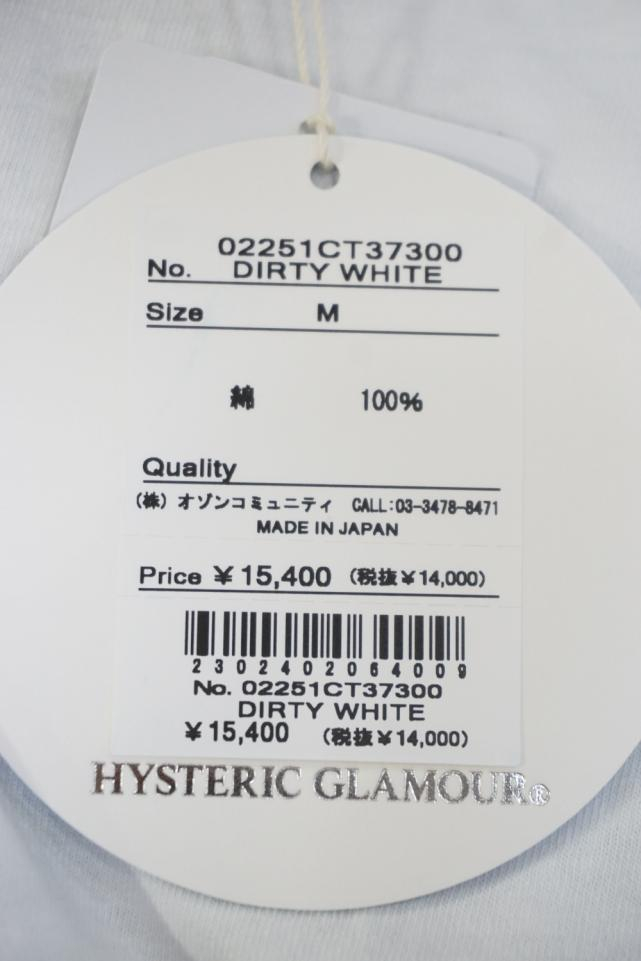 02251CT37300
No. DIRTY WHITE
Size M
綿 100%
Quality
(株) オゾンコミュニティ CALL:03-3478-8471
MADE IN JAPAN
Price ¥15,400 (税抜¥14,000)
2302402064009
No. 02251CT37300
DIRTY WHITE
¥15,400 (税抜¥14,000)
HYSTERIC GLAMOUR®